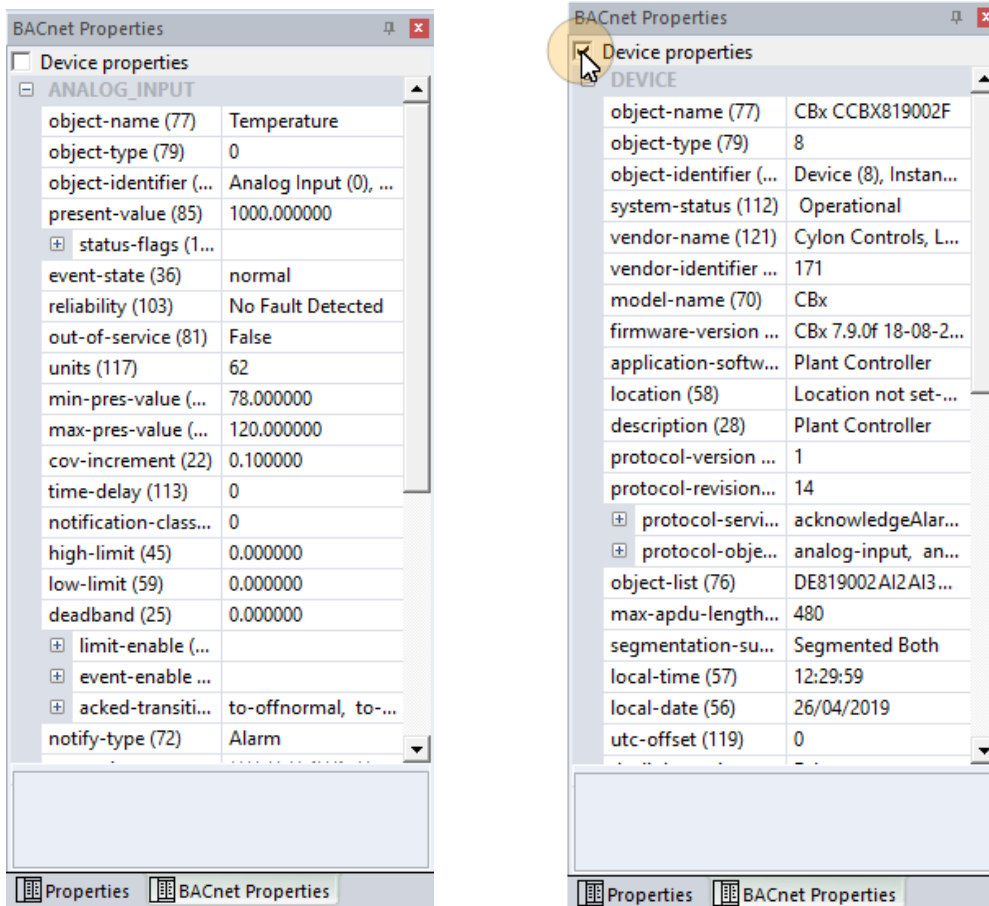 BACnet Properties
Device properties
ANALOG_INPUT
object-name (77) Temperature
object-type (79) 0
object-identifier (... Analog Input (0), ...
present-value (85) 1000.000000
status-flags (1...
event-state (36) normal
reliability (103) No Fault Detected
out-of-service (81) False
units (117) 62
min-pres-value (... 78.000000
max-pres-value (... 120.000000
cov-increment (22) 0.100000
time-delay (113) 0
notification-class... 0
high-limit (45) 0.000000
low-limit (59) 0.000000
deadband (25) 0.000000
limit-enable (...
event-enable ...
acked-transiti... to-offnormal, to-...
notify-type (72) Alarm
Properties BACnet Properties
BACnet Properties
Device properties
DEVICE
object-name (77) CBx CCBX819002F
object-type (79) 8
object-identifier (... Device (8), Instan...
system-status (112) Operational
vendor-name (121) Cylon Controls, L...
vendor-identifier ... 171
model-name (70) CBx
firmware-version ... CBx 7.9.0f 18-08-2...
application-softw... Plant Controller
location (58) Location not set-...
description (28) Plant Controller
protocol-version ... 1
protocol-revision... 14
protocol-servi... acknowledgeAlar...
protocol-obje... analog-input, an...
object-list (76) DE819002 AI2 AI3...
max-apdu-length... 480
segmentation-su... Segmented Both
local-time (57) 12:29:59
local-date (56) 26/04/2019
utc-offset (119) 0
Properties BACnet Properties